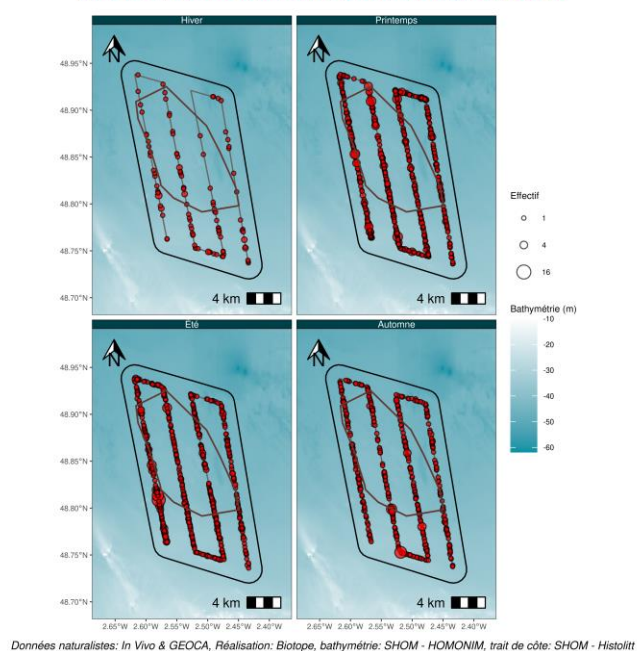 Hiver
Printemps
48.95°N
48.90°N
48.85°N
48.80°N
48.75°N
48.70°N
4 km
4 km
Effectif
1
4
16
Bathymétrie (m)
-10
-20
-30
-40
-50
-60
Eté
Automne
48.95°N
48.90°N
48.85°N
48.80°N
48.75°N
48.70°N
4 km
4 km
2.65°W 2.60°W 2.55°W 2.50°W 2.45°W 2.40°W
2.65°W 2.60°W 2.55°W 2.50°W 2.45°W 2.40°W
Données naturalistes: In Vivo & GEOCA, Réalisation: Biotope, bathymétrie: SHOM - HOMONIM, trait de côte: SHOM - Histolitt